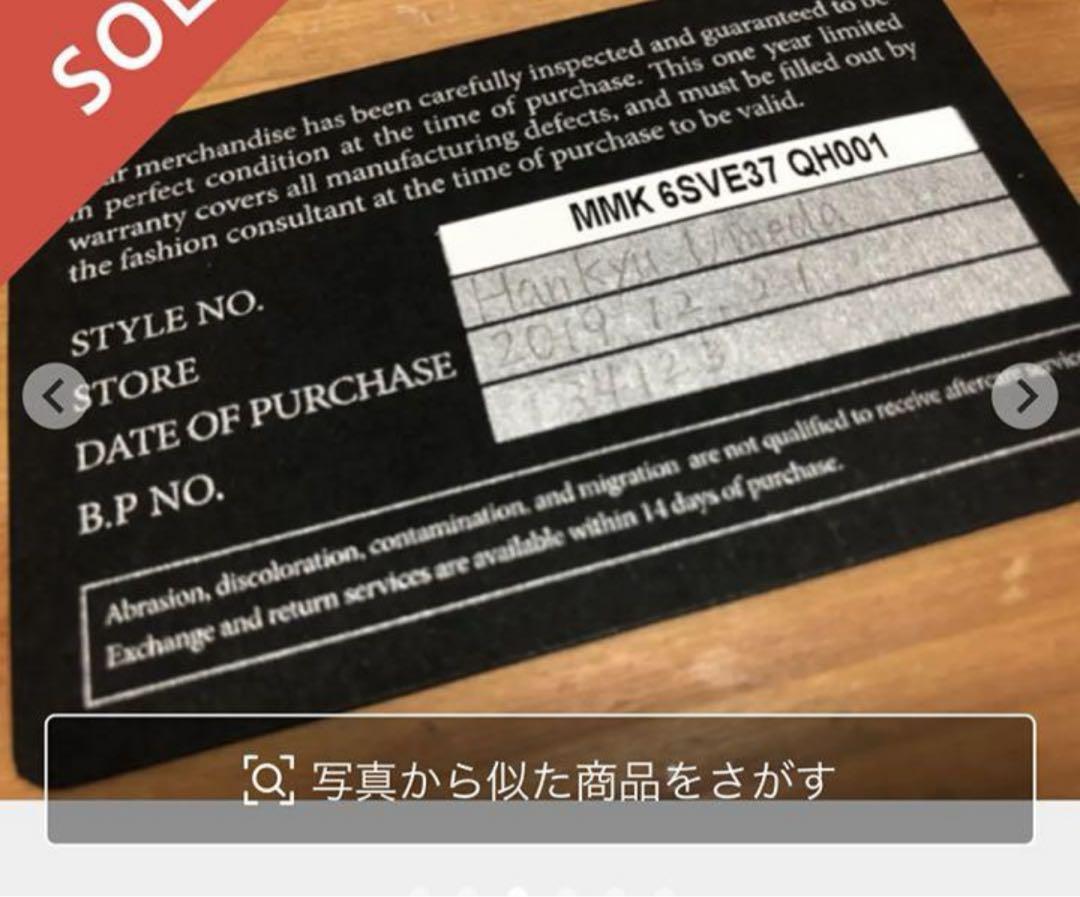 SOL
merchandise has been carefully inspected and guaranteed to be
in perfect condition at the time of purchase. This one year limited
warranty covers all manufacturing defects, and must be filled out by
the fashion consultant at the time of purchase to be valid.
STYLE NO. MMK 6SVE37 QH001
STORE Hankyu Umeda
DATE OF PURCHASE 2019. 12.
B.P NO.
Abrasion, discoloration, contamination, and migration are not qualified to receive aftercare service
Exchange and return services are available within 14 days of purchase.
写真から似た商品をさがす